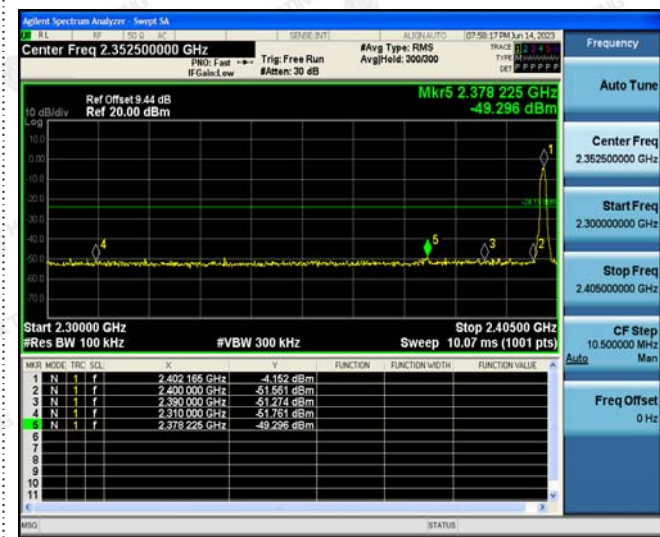 Agilent Spectrum Analyzer - Swept SA
RL RF 50 Ω AC SENSE:INT ALIGN AUTO 07:58:17 PM Jun 14, 2023
Center Freq 2.352500000 GHz
PNO: Fast
IFGain:Low
Trig: Free Run
#Atten: 30 dB
#Avg Type: RMS
Avg|Hold: 300/300
TRACE 1 2 3 4 5 6
TYPE M W W W W W
DET P P P P P P
Mkr5 2.378 225 GHz
-49.296 dBm
Ref Offset 9.44 dB
10 dB/div Ref 20.00 dBm
Log
10.0
0.00
-10.0
-20.0
-30.0
-40.0
-50.0
-60.0
-70.0
1
4
5
3
2
Start 2.30000 GHz Stop 2.40500 GHz
#Res BW 100 kHz #VBW 300 kHz Sweep 10.07 ms (1001 pts)
MKR MODE TRC SCL X Y FUNCTION FUNCTION WIDTH FUNCTION VALUE
1 N 1 f 2.402 165 GHz -4.152 dBm
2 N 1 f 2.400 000 GHz -51.561 dBm
3 N 1 f 2.390 000 GHz -51.274 dBm
4 N 1 f 2.310 000 GHz -51.761 dBm
5 N 1 f 2.378 225 GHz -49.296 dBm
6
7
8
9
10
11
MSG STATUS
Frequency
Auto Tune
Center Freq
2.352500000 GHz
Start Freq
2.300000000 GHz
Stop Freq
2.405000000 GHz
CF Step
10.500000 MHz
Auto Man
Freq Offset
0 Hz